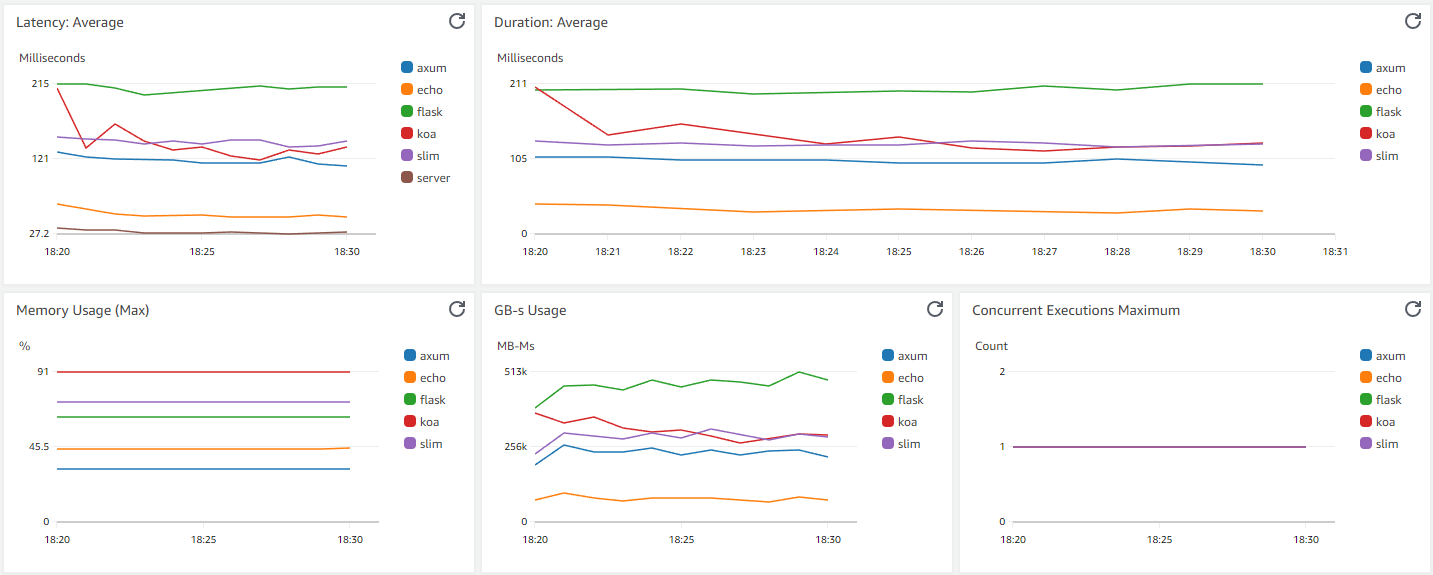 Latency: Average
Milliseconds
215
121
27.2
18:20 18:25 18:30
axum
echo
flask
koa
slim
server
Duration: Average
Milliseconds
211
105
0
18:20 18:21 18:22 18:23 18:24 18:25 18:26 18:27 18:28 18:29 18:30 18:31
axum
echo
flask
koa
slim
Memory Usage (Max)
%
91
45.5
0
18:20 18:25 18:30
axum
echo
flask
koa
slim
GB-s Usage
MB-Ms
513k
256k
0
18:20 18:25 18:30
axum
echo
flask
koa
slim
Concurrent Executions Maximum
Count
2
1
0
18:20 18:25 18:30
axum
echo
flask
koa
slim